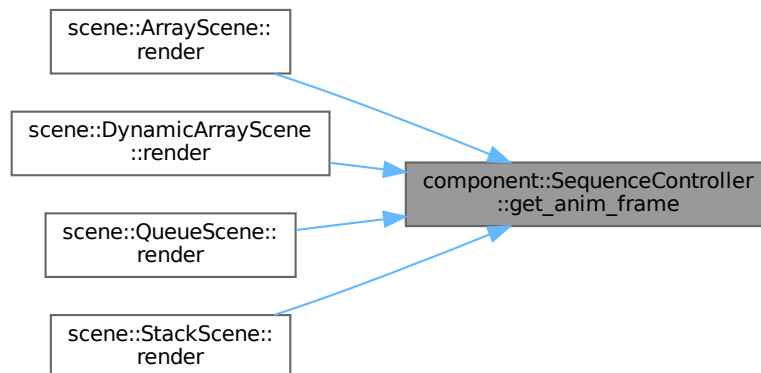 scene::ArrayScene::
render
scene::DynamicArrayScene
::render
component::SequenceController
::get_anim_frame
scene::QueueScene::
render
scene::StackScene::
render